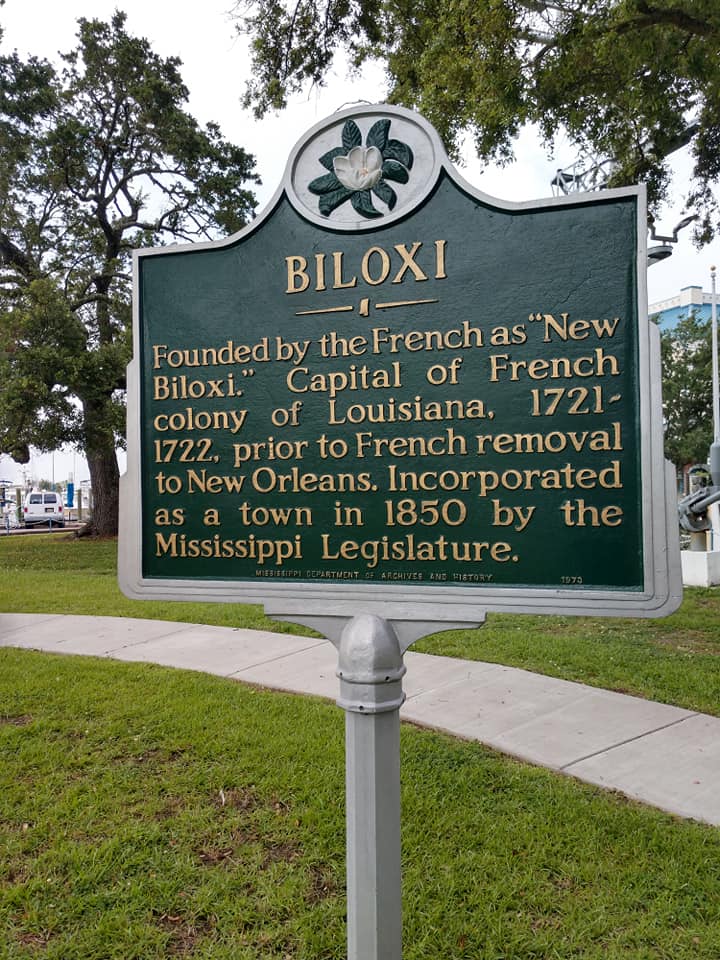 BILOXI
Founded by the French as "New
Biloxi." Capital of French
colony of Louisiana, 1721-
1722, prior to French removal
to New Orleans. Incorporated
as a town in 1850 by the
Mississippi Legislature.
MISSISSIPPI DEPARTMENT OF ARCHIVES AND HISTORY 1973